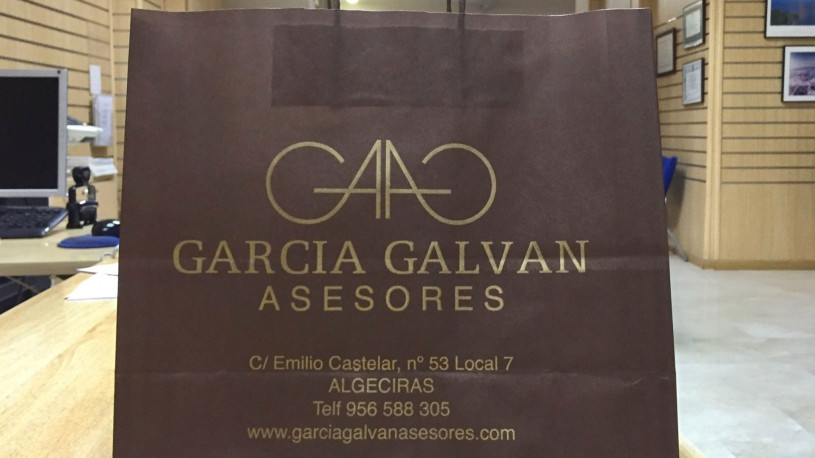 GAAG
GARCIA GALVAN
ASESORES
C/ Emilio Castelar, nº 53 Local 7
ALGECIRAS
Telf 956 588 305
www.garciagalvanasesores.com